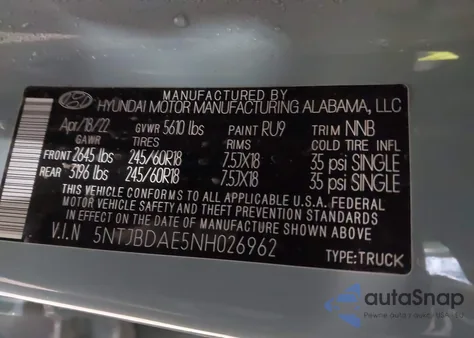 MANUFACTURED BY
HYUNDAI MOTOR MANUFACTURING ALABAMA, LLC
Apr/18/22 GVWR 5610 lbs PAINT RU9 TRIM NNB
GAWR TIRES RIMS COLD TIRE INFL
FRONT 2645 lbs 245/60R18 7.5JX18 35 psi SINGLE
REAR 3196 lbs 245/60R18 7.5JX18 35 psi SINGLE
THIS VEHICLE CONFORMS TO ALL APPLICABLE U.S.A. FEDERAL
MOTOR VEHICLE SAFETY STANDARDS IN
EFFECT ON THE DATE OF MANUFACTURE SHOWN ABOVE
V.I.N 5NTJBDAE5NH026962
TYPE:TRUCK
autoSnap